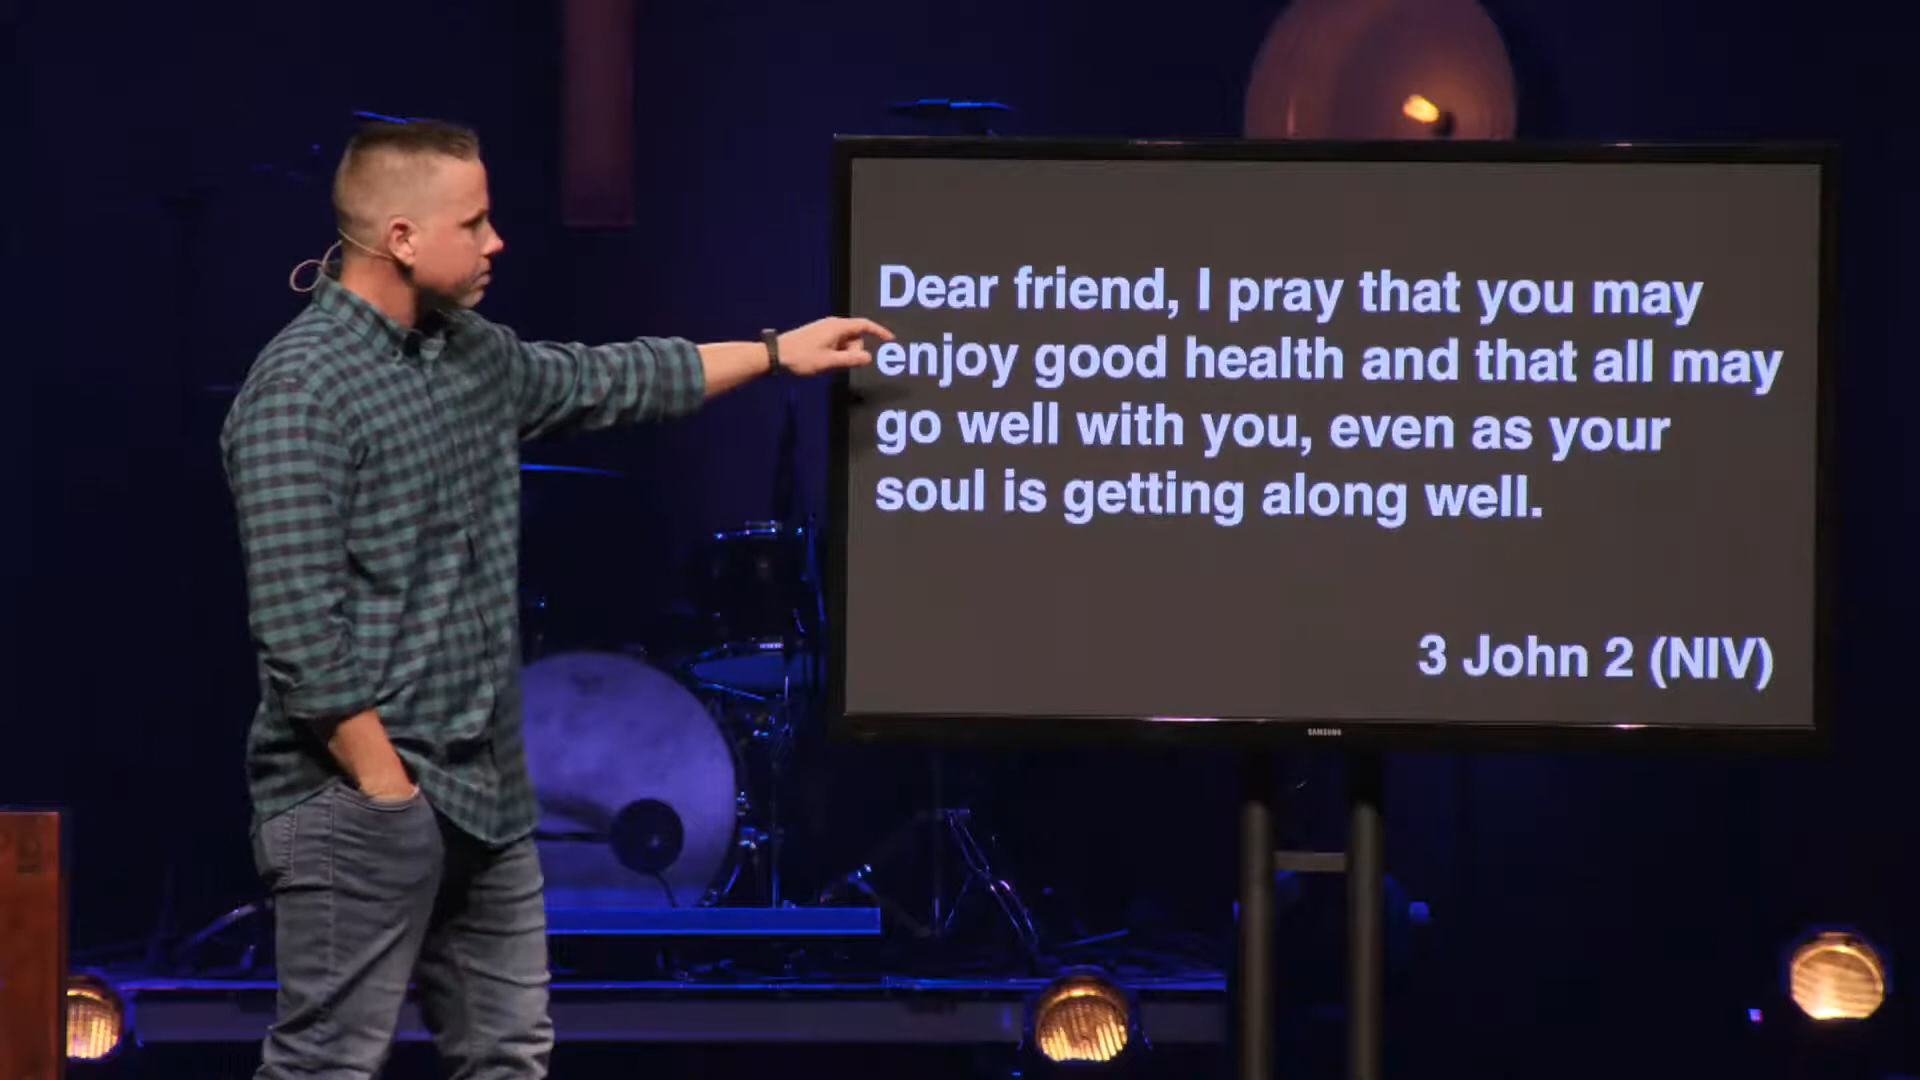 Dear friend, I pray that you may
enjoy good health and that all may
go well with you, even as your
soul is getting along well.
3 John 2 (NIV)
SAMSUNG